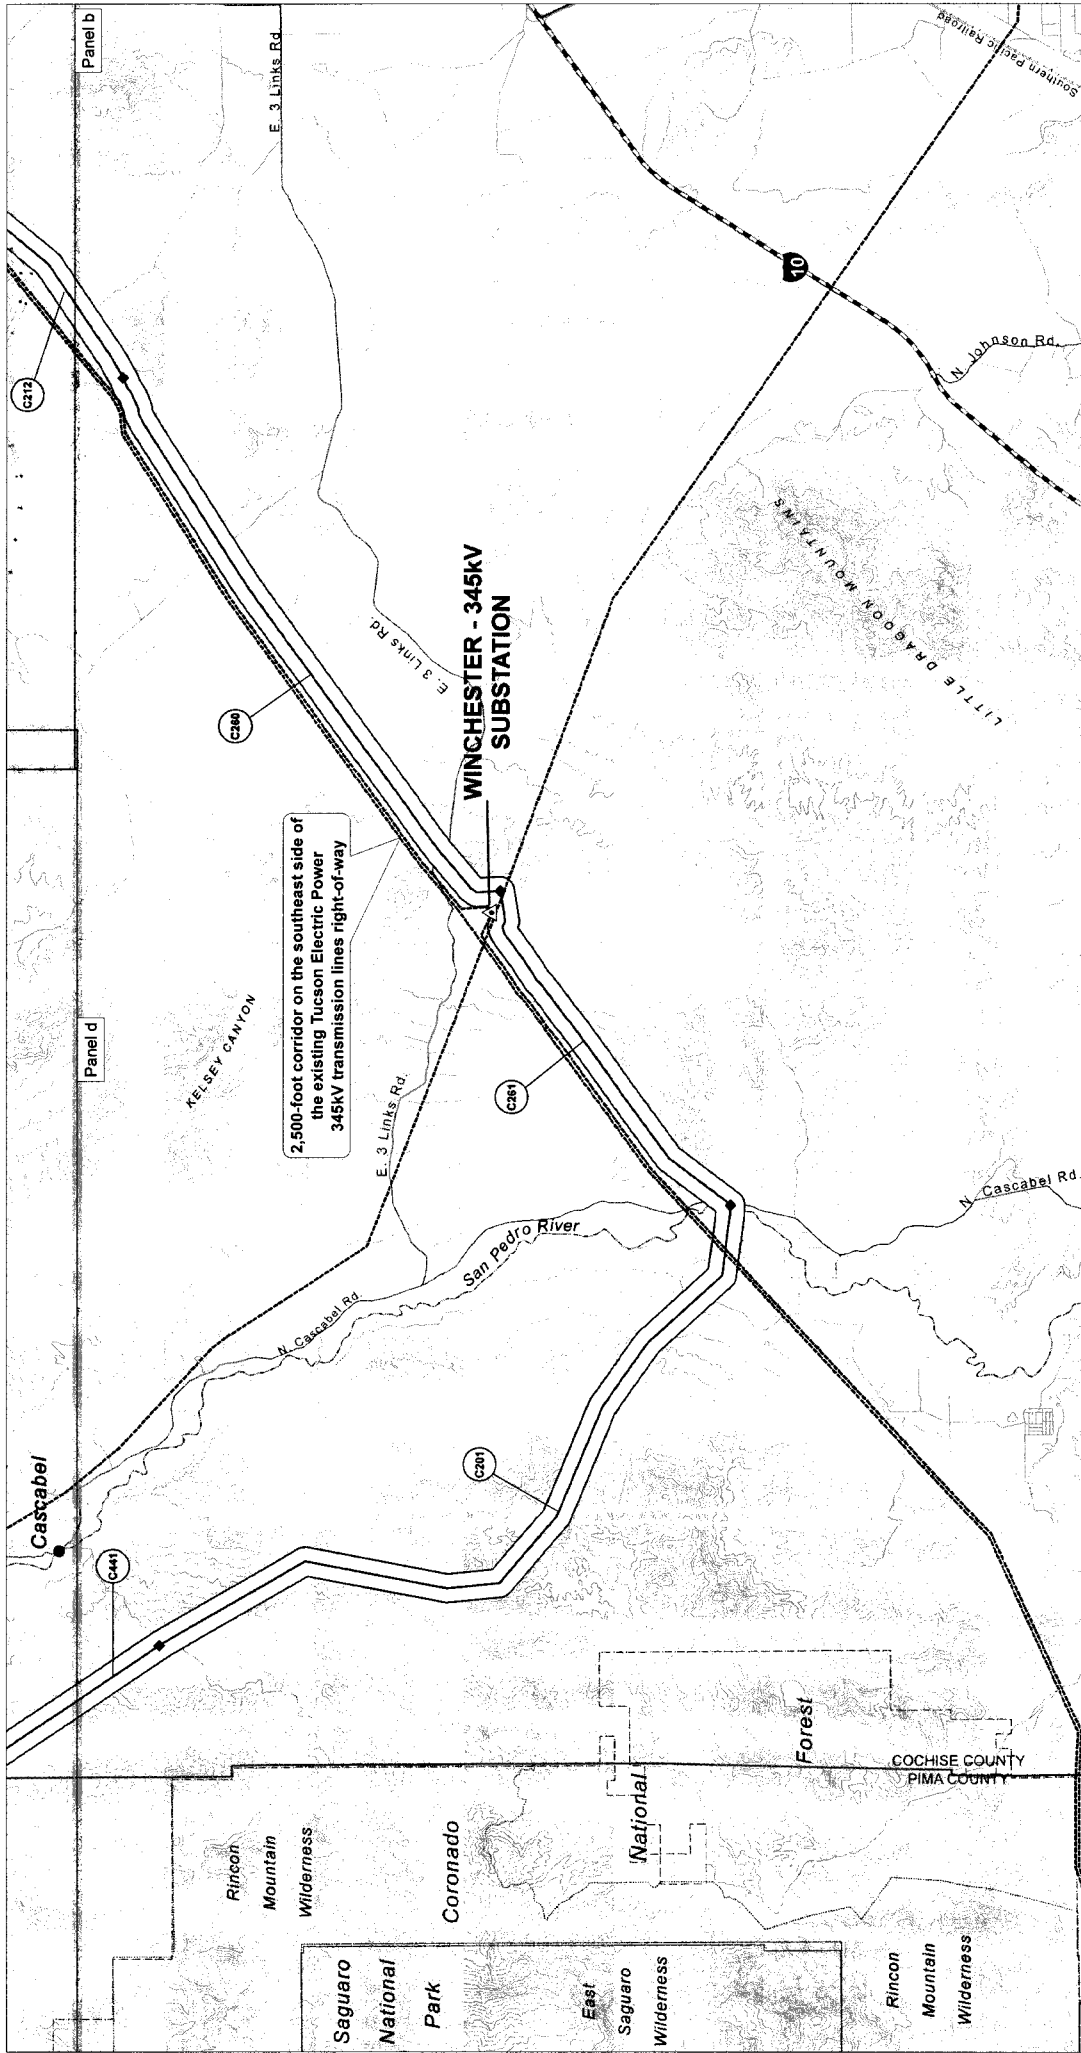 Panel b
E. 3 Links Rd.
Southern Pacific Railroad
C212
10
N Johnson Rd.
LITTLE DRAGOON MOUNTAINS
E. 3 Links Rd.
C260
WINCHESTER - 345kV
SUBSTATION
2,500-foot corridor on the southeast side of
the existing Tucson Electric Power
345kV transmission lines right-of-way
Panel d
KELSEY CANYON
E. 3 Links Rd.
C261
N Cascabel Rd.
San Pedro River
N. Cascabel Rd.
Cascabel
C441
C201
COCHISE COUNTY
PIMA COUNTY
Coronado
National
Forest
Rincon
Mountain
Wilderness
Saguaro
National
Park
East
Saguaro
Wilderness
Rincon
Mountain
Wilderness